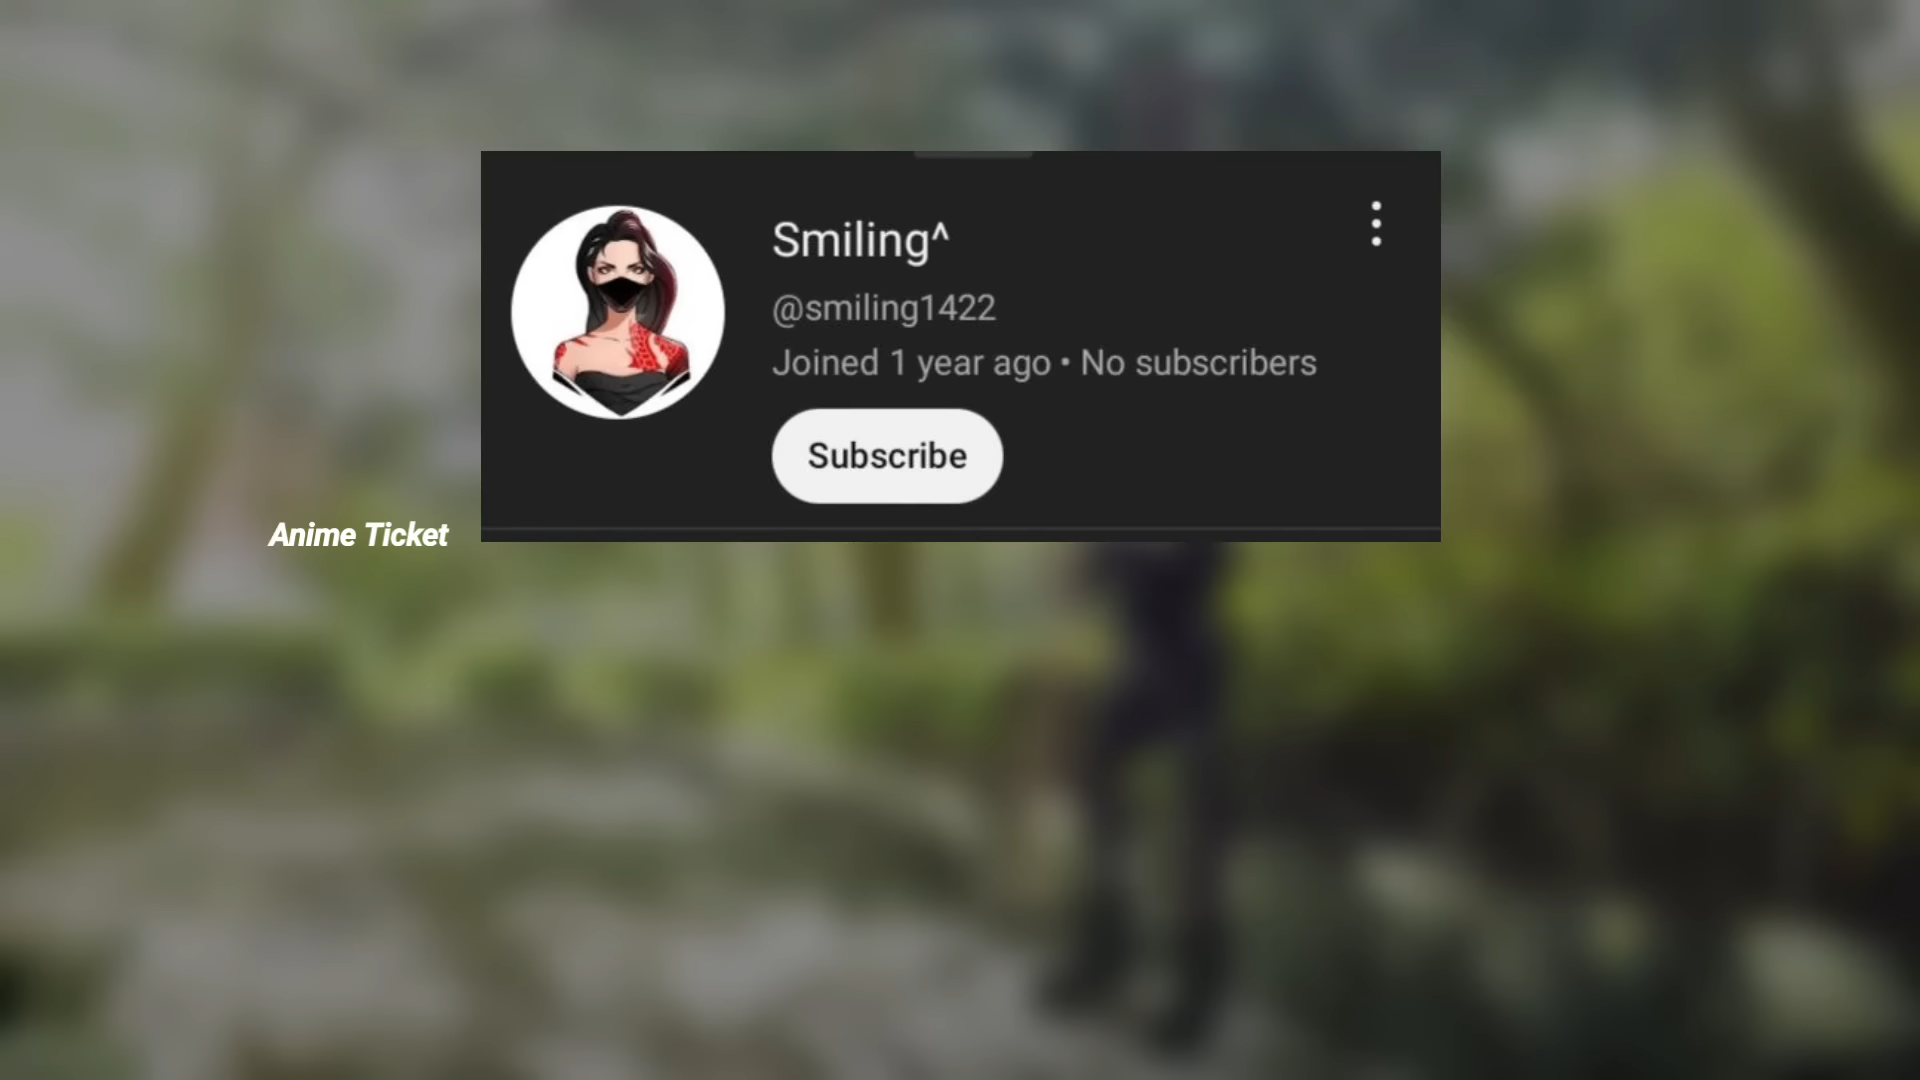 Smiling^
@smiling1422
Joined 1 year ago • No subscribers
Subscribe
Anime Ticket